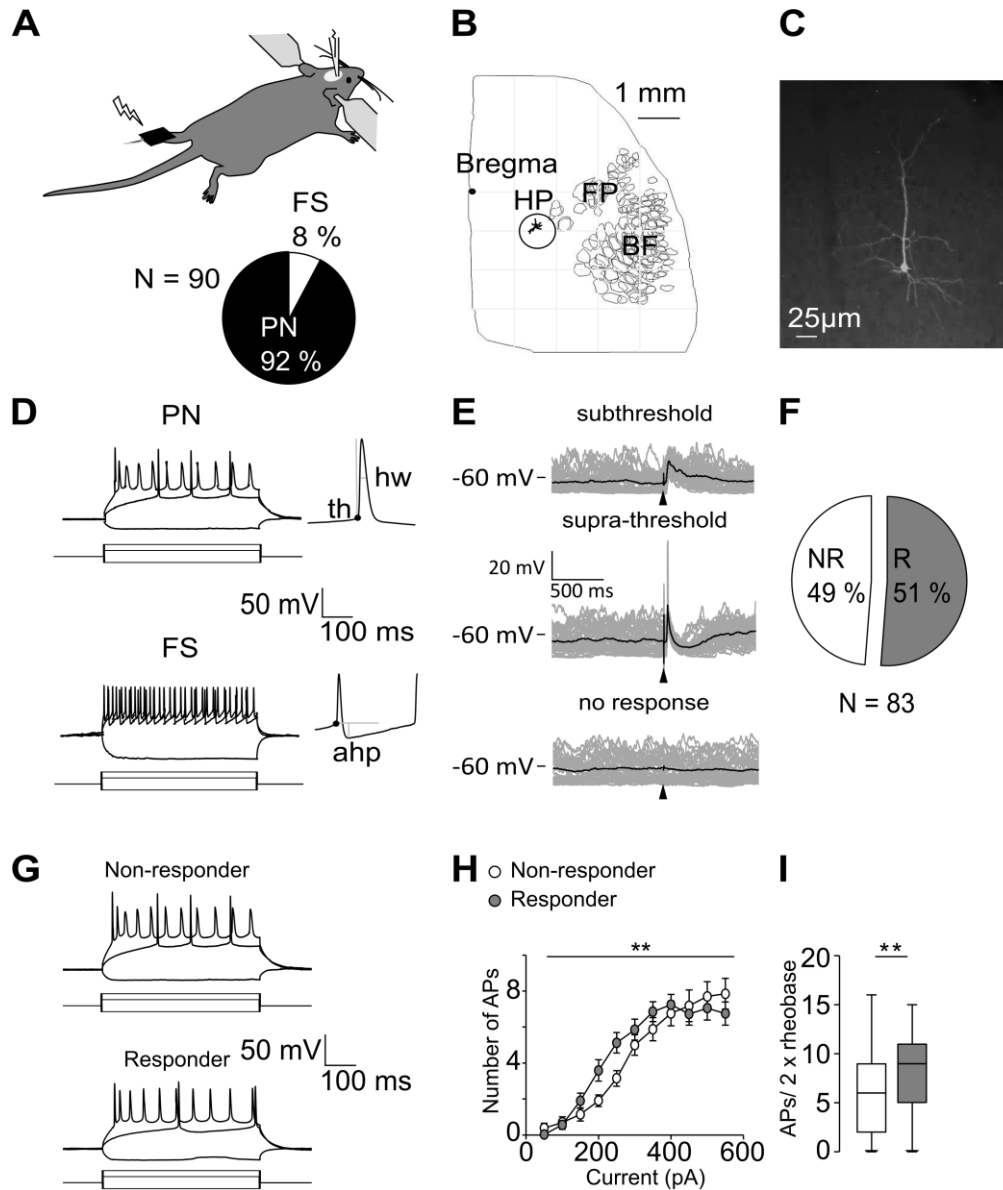 A
FS
8 %
N = 90
PN
92 %
B
1 mm
Bregma
HP
FP
BF
C
25µm
D
PN
th
hw
50 mV
100 ms
FS
ahp
E
subthreshold
-60 mV
supra-threshold
20 mV
500 ms
-60 mV
no response
-60 mV
F
NR
49 %
R
51 %
N = 83
G
Non-responder
50 mV
Responder
100 ms
H
Non-responder
Responder
**
Number of APs
8
4
0
0
200
400
600
Current (pA)
I
**
APs/ 2 x rheobase
20
15
10
5
0